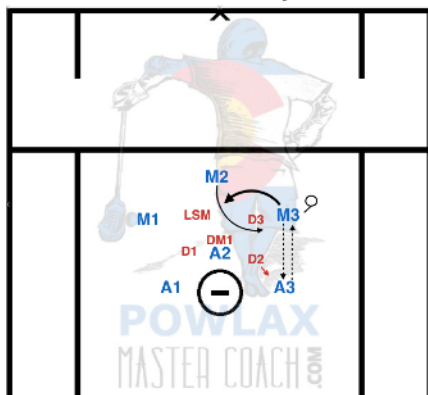 M2
M1 LSM D3 M3
DM1
D1 A2 D2
A1 A3
POWLAX
MASTER COACH .COM